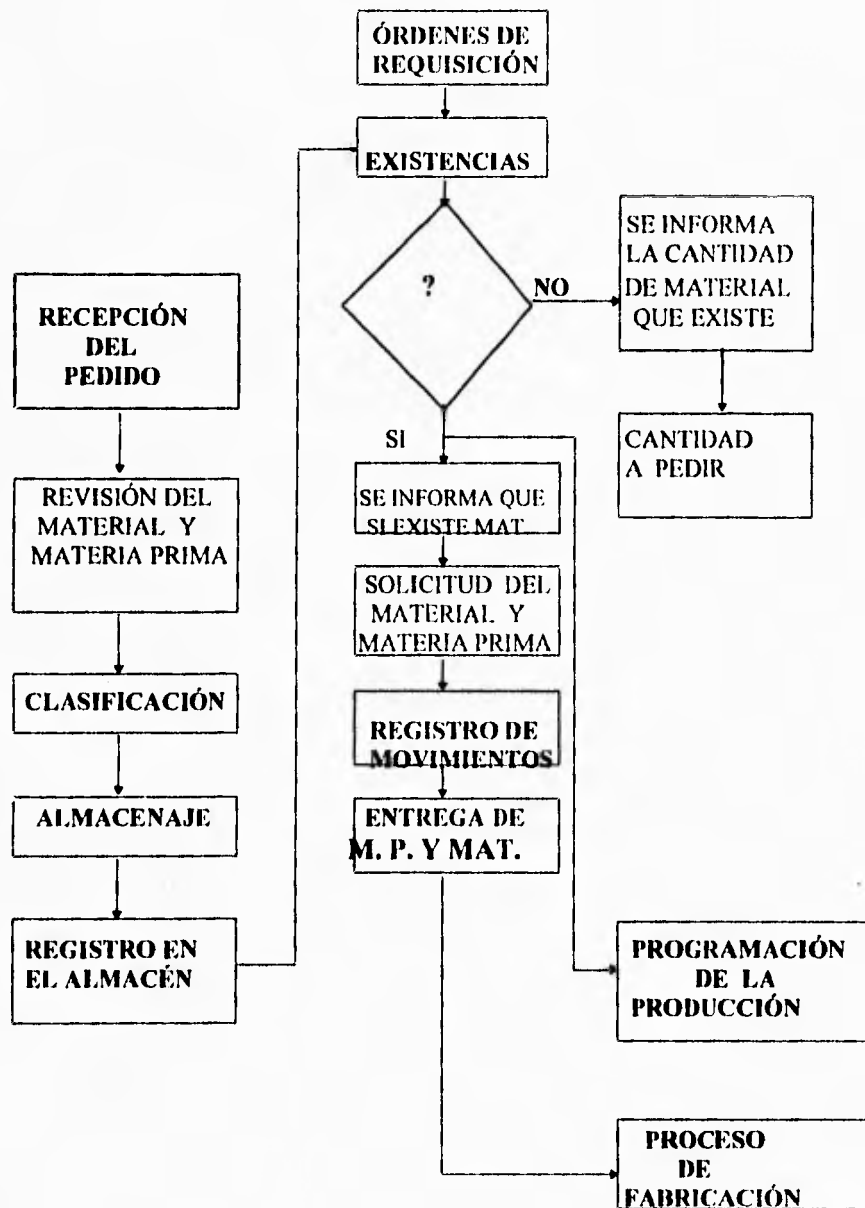 ÓRDENES DE
REQUISICIÓN
EXISTENCIAS
?
NO
SE INFORMA
LA CANTIDAD
DE MATERIAL
QUE EXISTE
CANTIDAD
A PEDIR
SI
SE INFORMA QUE
SI EXISTE MAT.
SOLICITUD DEL
MATERIAL Y
MATERIA PRIMA
REGISTRO DE
MOVIMIENTOS
ENTREGA DE
M. P. Y MAT.
RECEPCIÓN
DEL
PEDIDO
REVISIÓN DEL
MATERIAL Y
MATERIA PRIMA
CLASIFICACIÓN
ALMACENAJE
REGISTRO EN
EL ALMACÉN
PROGRAMACIÓN
DE LA
PRODUCCIÓN
PROCESO
DE
FABRICACIÓN